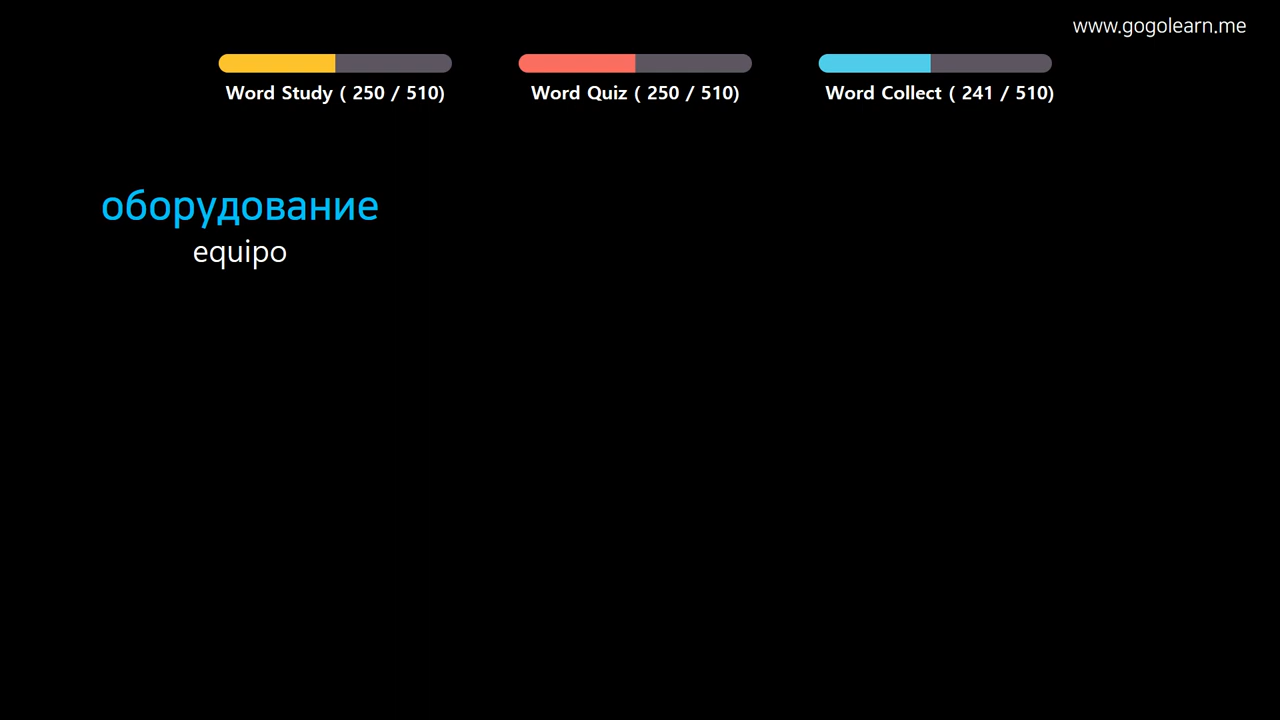 www.gogolearn.me
Word Study ( 250 / 510)
Word Quiz ( 250 / 510)
Word Collect ( 241 / 510)
оборудование
equipo